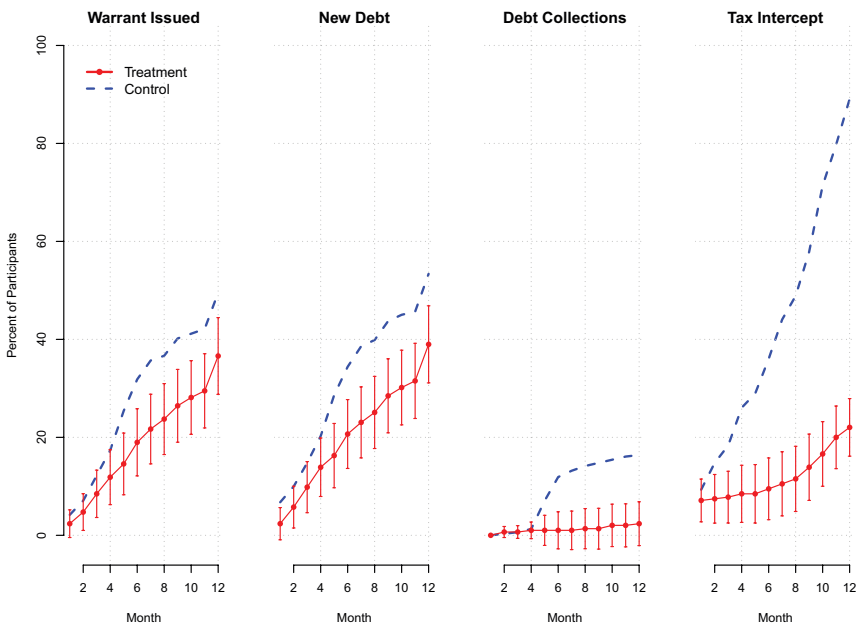 Warrant Issued New Debt Debt Collections Tax Intercept
Percent of Participants
100
80
60
40
20
0
Treatment
Control
2 4 6 8 10 12 2 4 6 8 10 12 2 4 6 8 10 12 2 4 6 8 10 12
Month Month Month Month